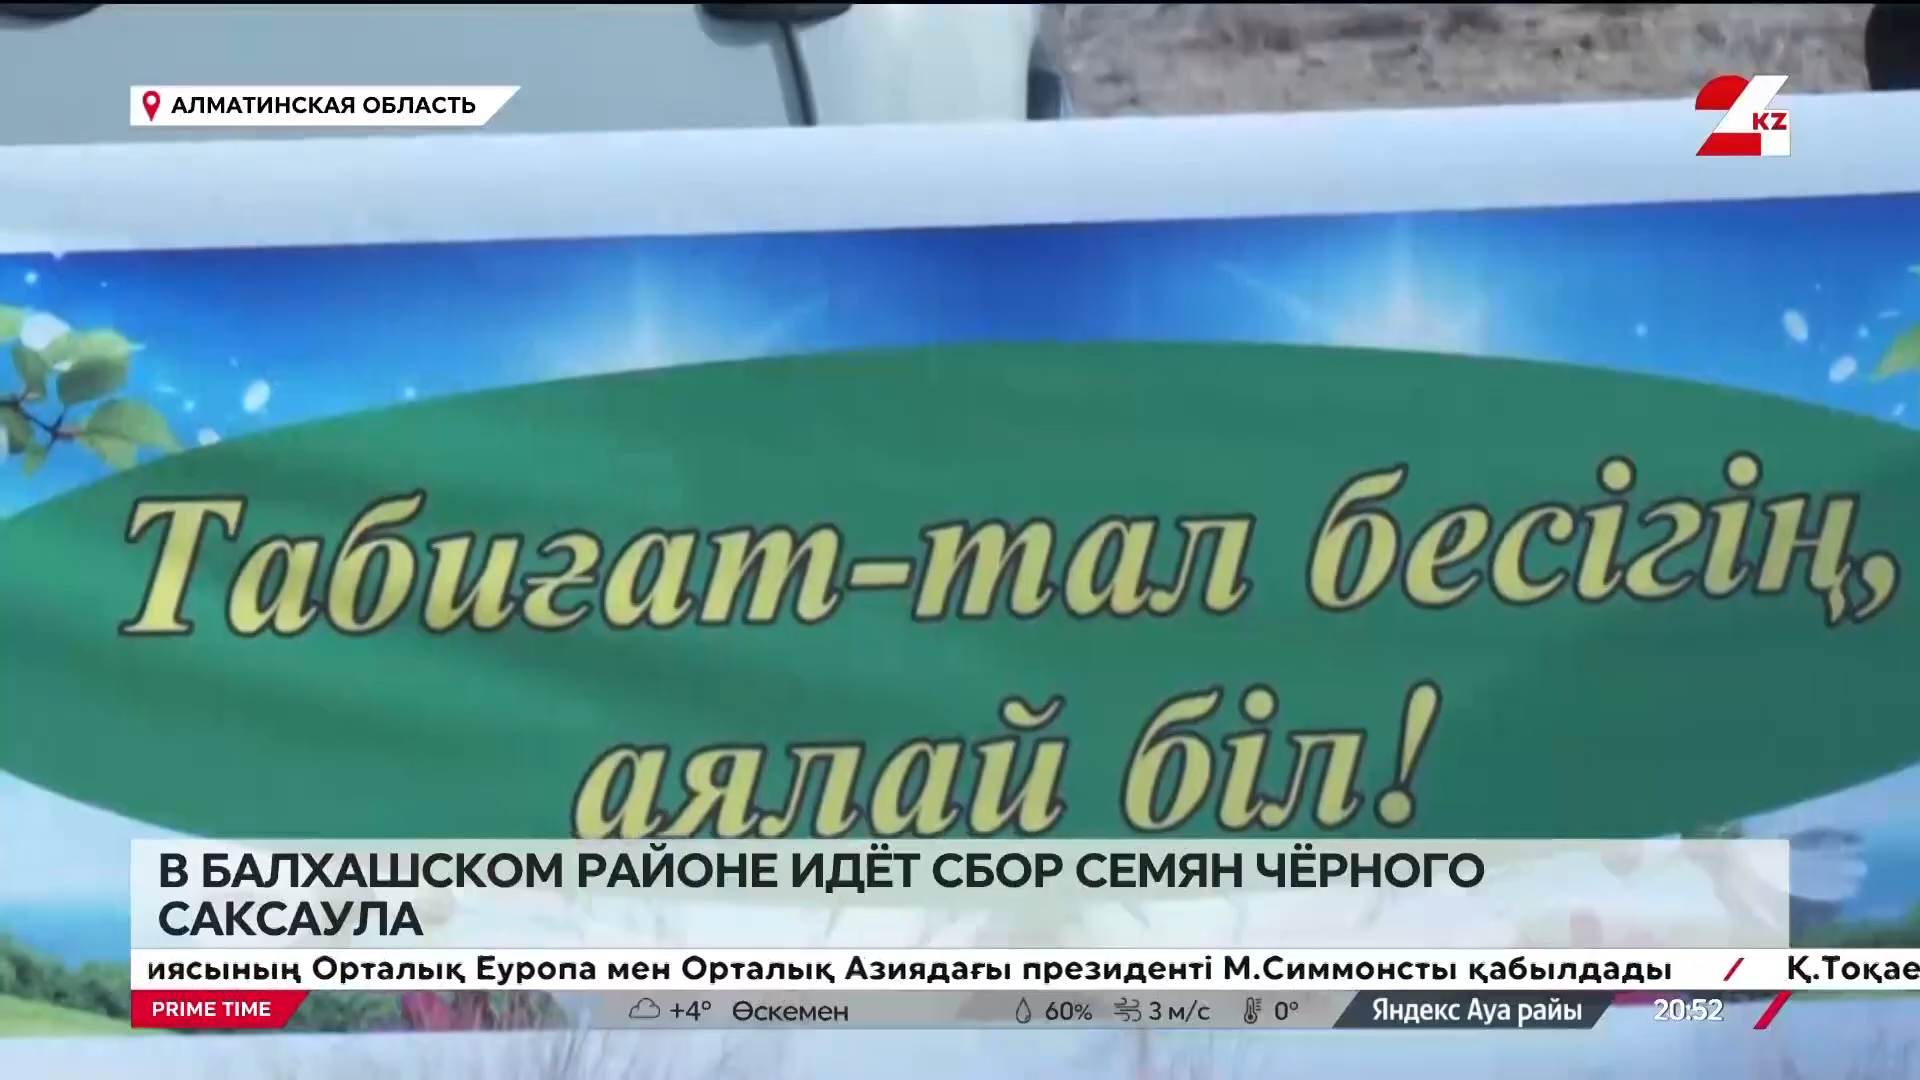 АЛМАТИНСКАЯ ОБЛАСТЬ
24 KZ
Табиғат-тал бесігің,
аялай біл!
В БАЛХАШСКОМ РАЙОНЕ ИДЁТ СБОР СЕМЯН ЧЁРНОГО
САКСАУЛА
иясының Орталық Еуропа мен Орталық Азиядағы президенті М.Симмонсты қабылдады / Қ.Тоқае
PRIME TIME +4° Өскемен 60% 3 м/с 0° Яндекс Ауа райы 20:52